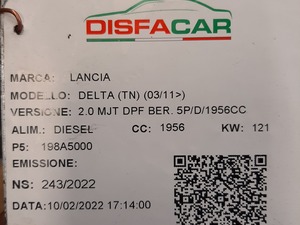 DISFACAR
MARCA: LANCIA
MODELLO: DELTA (TN) (03/11>)
VERSIONE: 2.0 MJT DPF BER. 5P/D/1956CC
ALIM.: DIESEL CC: 1956 KW: 121
P5: 198A5000
EMISSIONE:
NS: 243/2022
DATA:10/02/2022 17:14:00